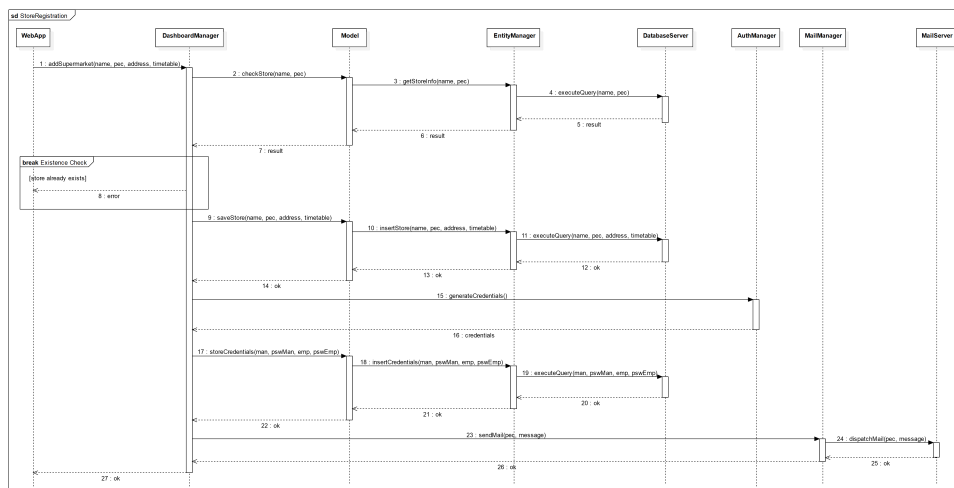 sd StoreRegistration
WebApp
DashboardManager
Model
EntityManager
DatabaseServer
AuthManager
MailManager
MailServer
1 : addSupermarket(name, pec, address, timetable)
2 : checkStore(name, pec)
3 : getStoreInfo(name, pec)
4 : executeQuery(name, pec)
5 : result
6 : result
7 : result
break Existence Check
[store already exists]
8 : error
9 : saveStore(name, pec, address, timetable)
10 : insertStore(name, pec, address, timetable)
11 : executeQuery(name, pec, address, timetable)
12 : ok
13 : ok
14 : ok
15 : generateCredentials()
16 : credentials
17 : storeCredentials(man, pswMan, emp, pswEmp)
18 : insertCredentials(man, pswMan, emp, pswEmp)
19 : executeQuery(man, pswMan, emp, pswEmp)
20 : ok
21 : ok
22 : ok
23 : sendMail(pec, message)
24 : dispatchMail(pec, message)
25 : ok
26 : ok
27 : ok